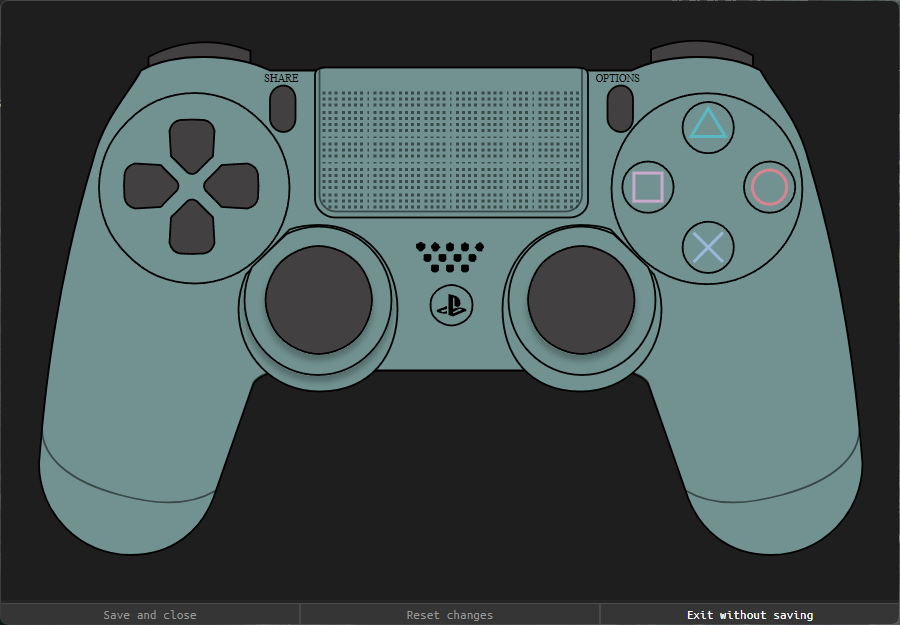 SHARE
OPTIONS
Save and close
Reset changes
Exit without saving